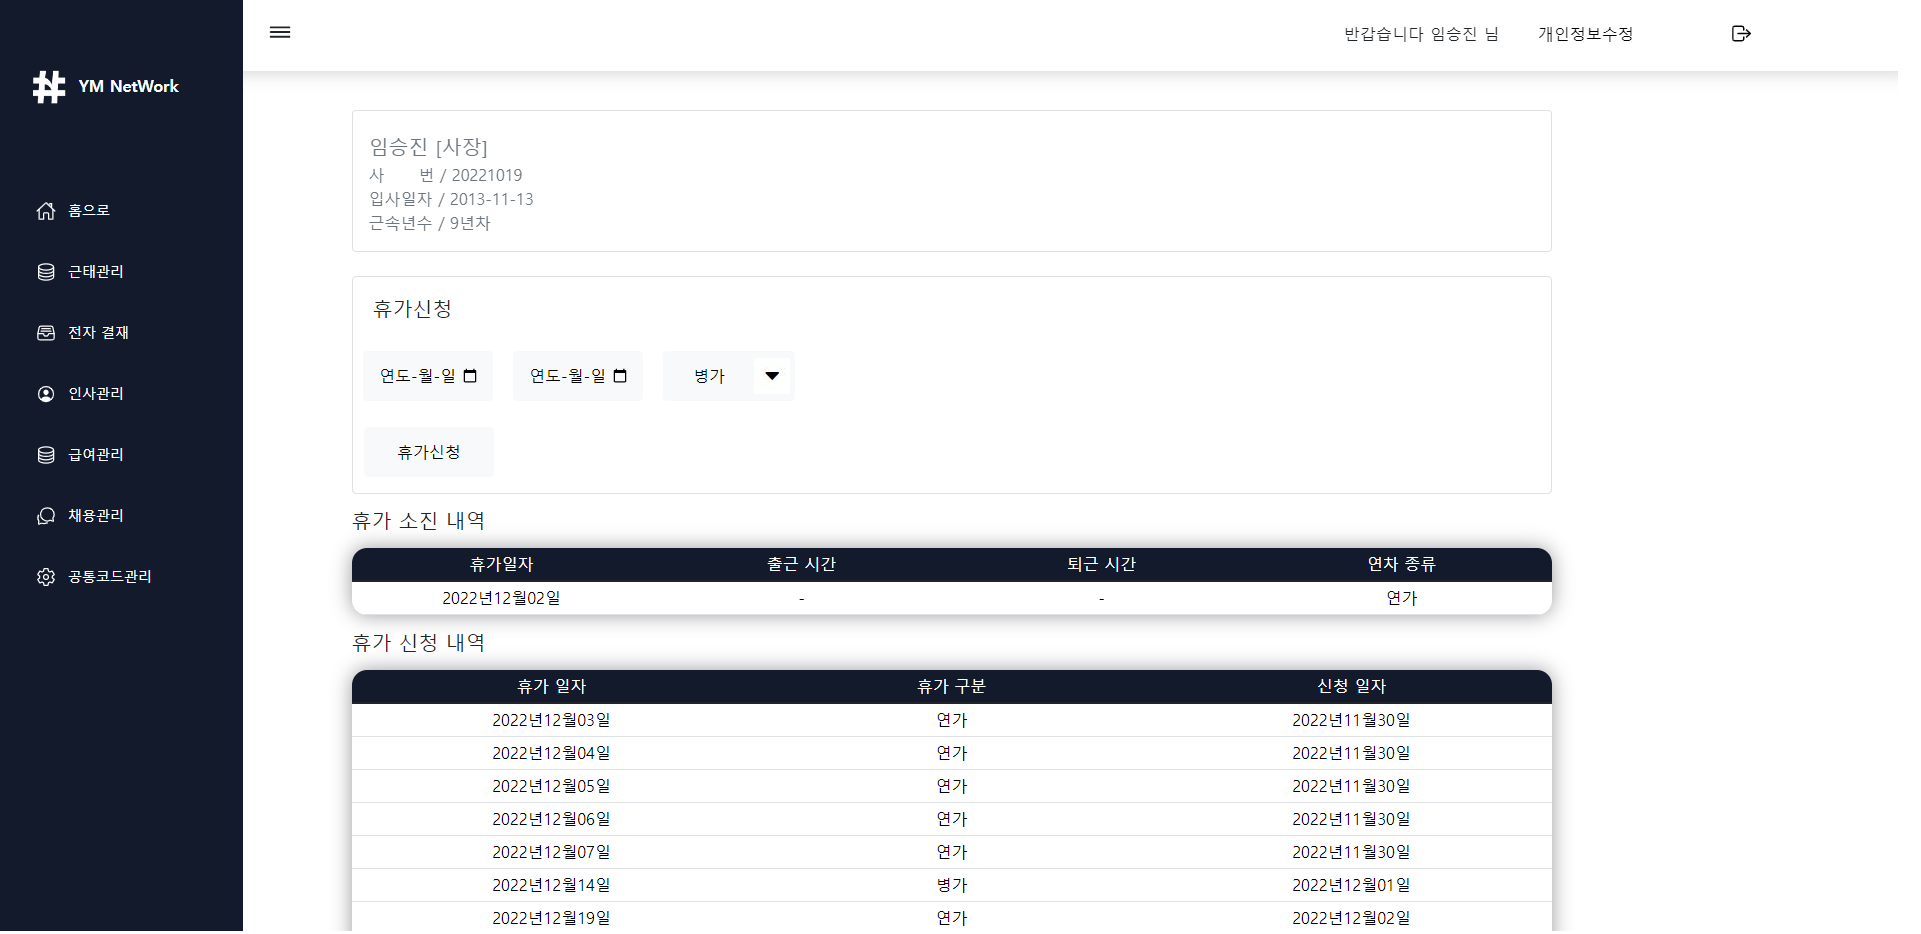 YM NetWork
홈으로
근태관리
전자 결재
인사관리
급여관리
채용관리
공통코드관리
반갑습니다 임승진 님 개인정보수정
임승진 [사장]
사 번 / 20221019
입사일자 / 2013-11-13
근속년수 / 9년차
휴가신청
연도-월-일 연도-월-일 병가
휴가신청
휴가 소진 내역
휴가일자 출근 시간 퇴근 시간 연차 종류
2022년12월02일 - - 연가
휴가 신청 내역
휴가 일자 휴가 구분 신청 일자
2022년12월03일 연가 2022년11월30일
2022년12월04일 연가 2022년11월30일
2022년12월05일 연가 2022년11월30일
2022년12월06일 연가 2022년11월30일
2022년12월07일 연가 2022년11월30일
2022년12월14일 병가 2022년12월01일
2022년12월19일 연가 2022년12월02일